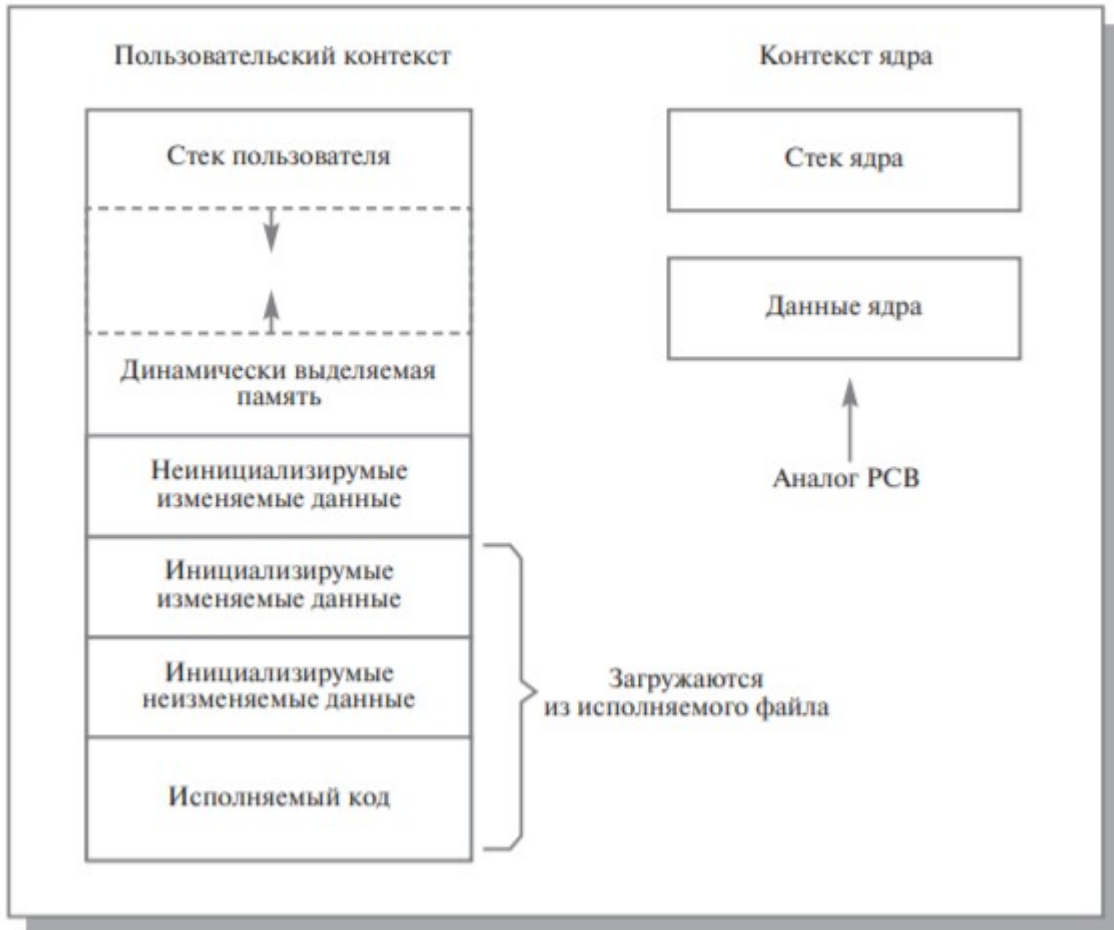 Пользовательский контекст
Контекст ядра
Стек пользователя
Стек ядра
Данные ядра
Динамически выделяемая
память
Аналог PCB
Неинициализирумые
изменяемые данные
Инициализирумые
изменяемые данные
Инициализирумые
неизменяемые данные
Загружаются
из исполняемого файла
Исполняемый код